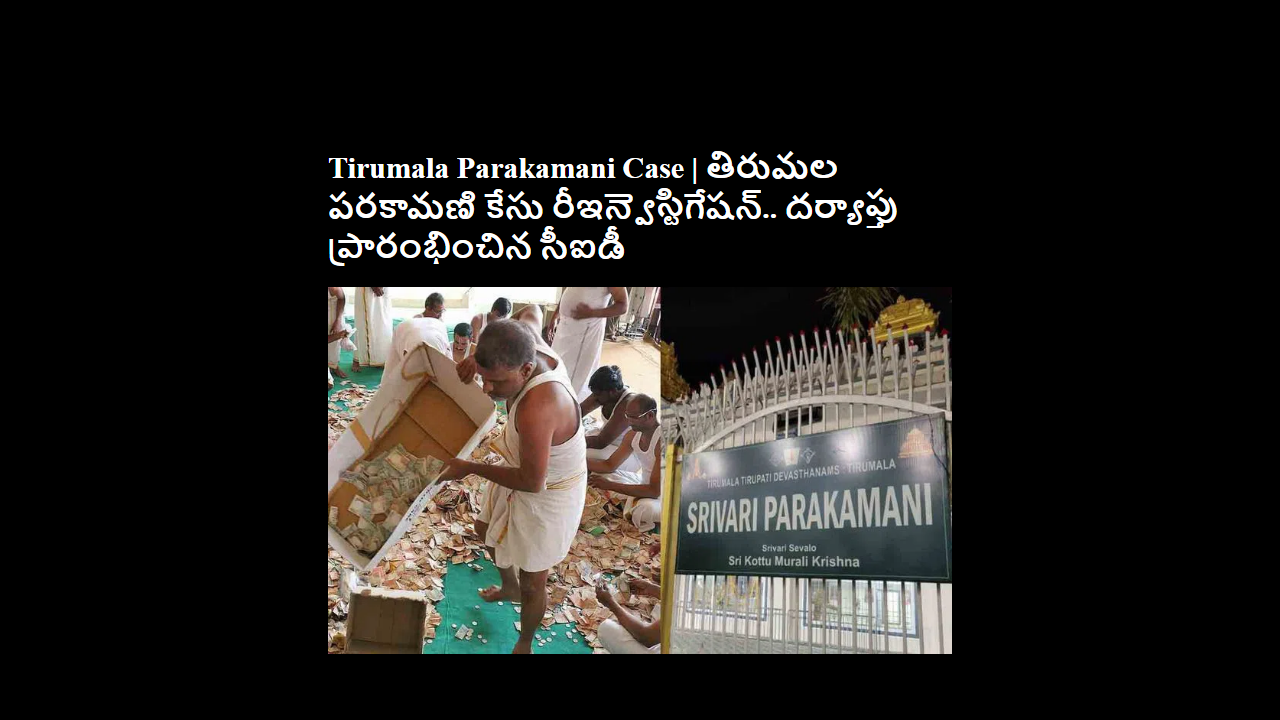 Tirumala Parakamani Case | తిరుమల
పరకామణి కేసు రీఇన్వెస్టిగేషన్.. దర్యాప్తు
ప్రారంభించిన సీఐడీ
TIRUMALA TIRUPATI DEVASTHANAMS : TIRUMALA
SRIVARI PARAKAMANI
Srivari Sevalo
Sri Kottu Murali Krishna